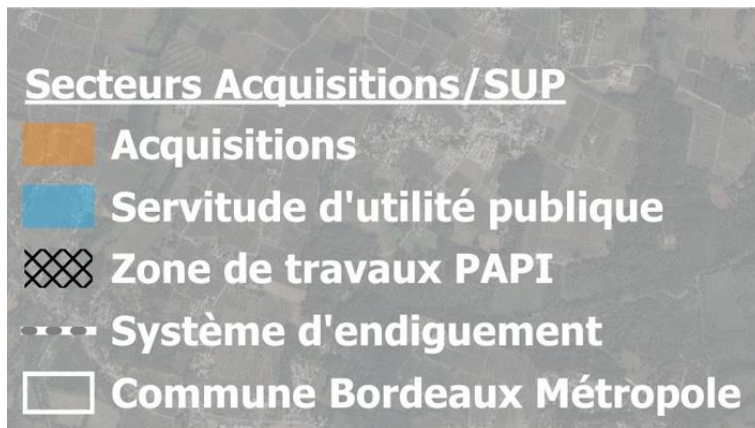 Secteurs Acquisitions/SUP
Acquisitions
Servitude d'utilité publique
Zone de travaux PAPI
Système d'endiguement
Commune Bordeaux Métropole